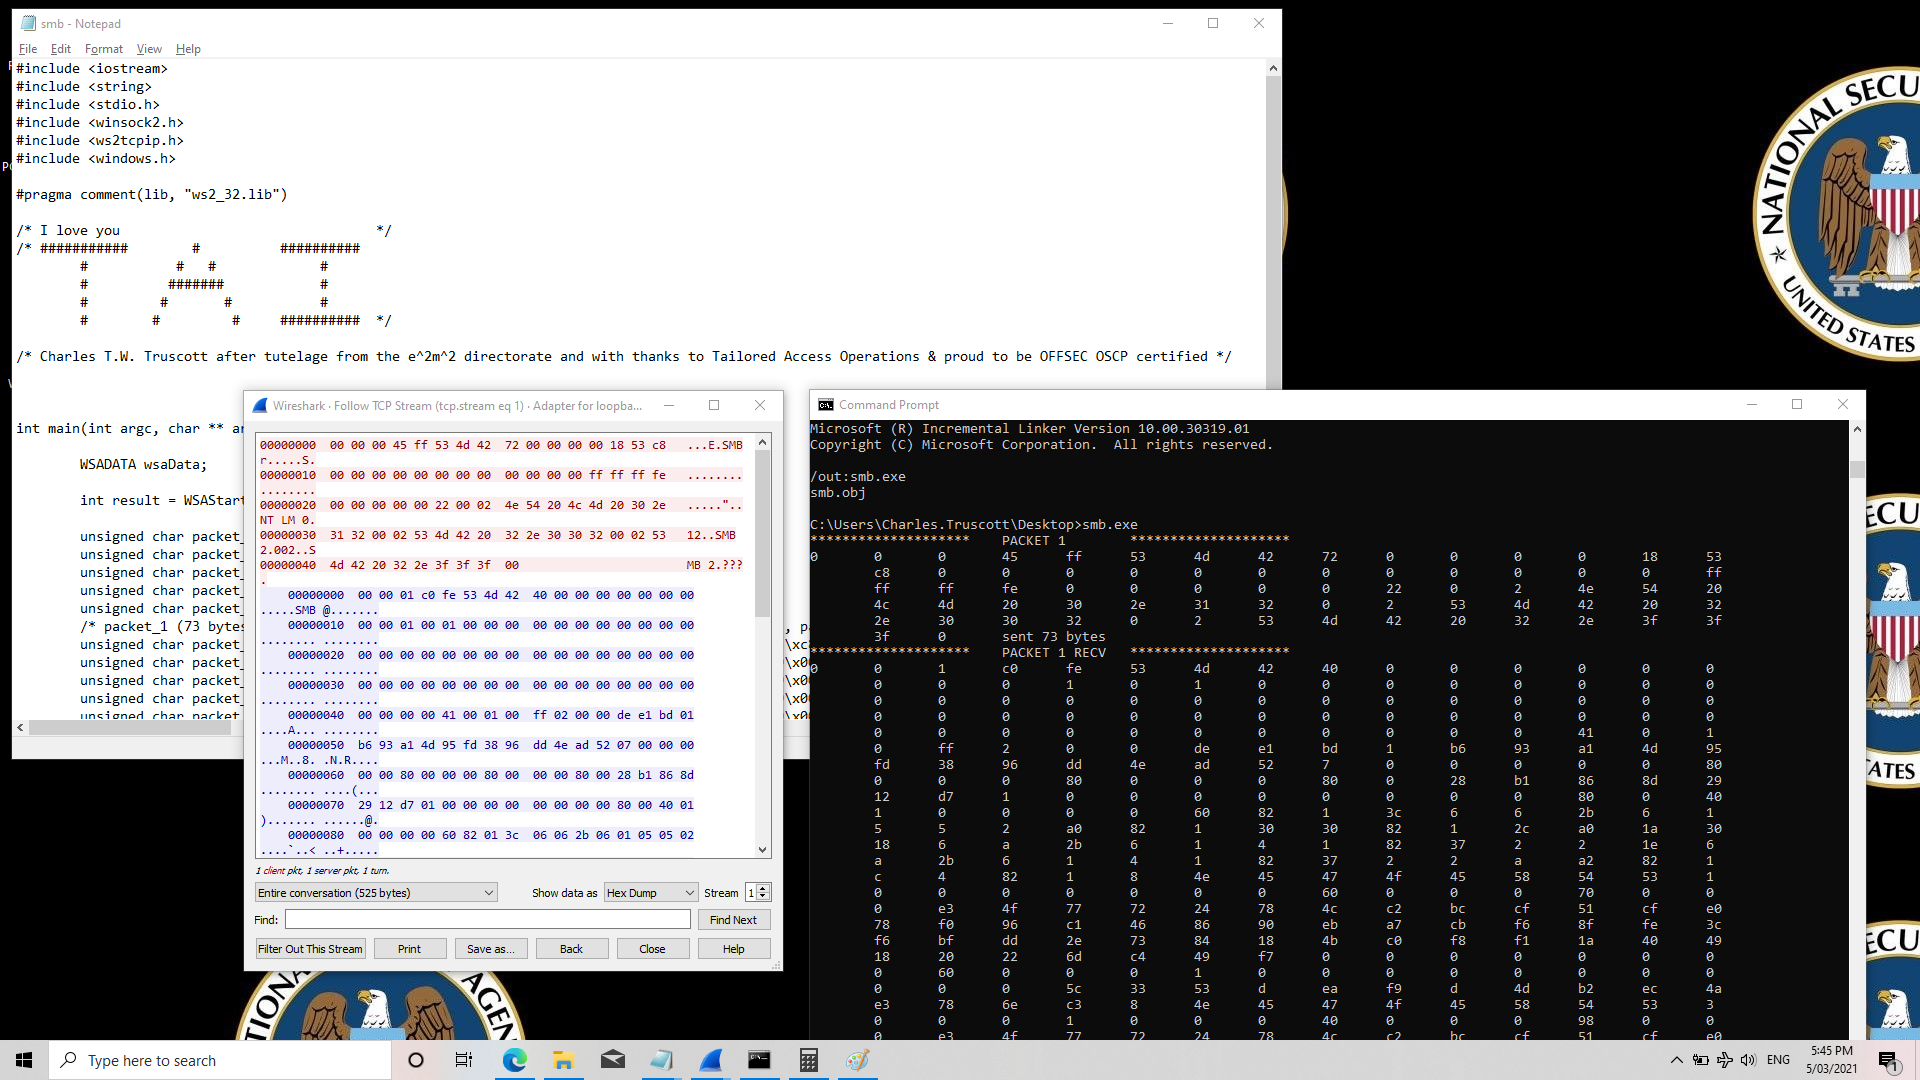 smb - Notepad
File Edit Format View Help
#include <iostream>
#include <string>
#include <stdio.h>
#include <winsock2.h>
#include <ws2tcpip.h>
#include <windows.h>
#pragma comment(lib, "ws2_32.lib")
/* I love you */
/* ########### # ##########
# # # #
# ####### #
# # # #
# # # ########## */
/* Charles T.W. Truscott after tutelage from the e^2m^2 directorate and with thanks to Tailored Access Operations & proud to be OFFSEC OSCP certified */
int main(int argc, char ** ar
WSADATA wsaData;
int result = WSAStart
unsigned char packet_
unsigned char packet_
unsigned char packet_
unsigned char packet_
unsigned char packet_
/* packet_1 (73 bytes
unsigned char packet_
unsigned char packet_
unsigned char packet_
unsigned char packet_
unsigned char packet_
Wireshark · Follow TCP Stream (tcp.stream eq 1) · Adapter for loopba...
00000000 00 00 00 45 ff 53 4d 42 72 00 00 00 00 18 53 c8 ...E.SMB
r.....S.
00000010 00 00 00 00 00 00 00 00 00 00 00 00 ff ff ff fe ........
........
00000020 00 00 00 00 00 22 00 02 4e 54 20 4c 4d 20 30 2e ....."..
NT LM 0.
00000030 31 32 00 02 53 4d 42 20 32 2e 30 30 32 00 02 53 12..SMB
2.002..S
00000040 4d 42 20 32 2e 3f 3f 3f 00 MB 2.???
.
00000000 00 00 01 c0 fe 53 4d 42 40 00 00 00 00 00 00 00
.....SMB @.......
00000010 00 00 01 00 01 00 00 00 00 00 00 00 00 00 00 00
........ ........
00000020 00 00 00 00 00 00 00 00 00 00 00 00 00 00 00 00
........ ........
00000030 00 00 00 00 00 00 00 00 00 00 00 00 00 00 00 00
........ ........
00000040 00 00 00 00 41 00 01 00 ff 02 00 00 de e1 bd 01
....A... ........
00000050 b6 93 a1 4d 95 fd 38 96 dd 4e ad 52 07 00 00 00
...M..8. .N.R....
00000060 00 00 80 00 00 00 80 00 00 00 80 00 28 b1 86 8d
........ ....(...
00000070 29 12 d7 01 00 00 00 00 00 00 00 00 80 00 40 01
)....... ......@.
00000080 00 00 00 00 60 82 01 3c 06 06 2b 06 01 05 05 02
....`..< ..+.....
1 client pkt, 1 server pkt, 1 turn.
Entire conversation (525 bytes) Show data as Hex Dump Stream 1
Find: Find Next
Filter Out This Stream Print Save as... Back Close Help
Command Prompt
Microsoft (R) Incremental Linker Version 10.00.30319.01
Copyright (C) Microsoft Corporation. All rights reserved.
/out:smb.exe
smb.obj
C:\Users\Charles.Truscott\Desktop>smb.exe
******************** PACKET 1 ********************
0 0 0 45 ff 53 4d 42 72 0 0 0 0 18 53
c8 0 0 0 0 0 0 0 0 0 0 0 0 ff
ff ff fe 0 0 0 0 0 22 0 2 4e 54 20
4c 4d 20 30 2e 31 32 0 2 53 4d 42 20 32
2e 30 30 32 0 2 53 4d 42 20 32 2e 3f 3f
3f 0 sent 73 bytes
******************** PACKET 1 RECV ********************
0 0 1 c0 fe 53 4d 42 40 0 0 0 0 0 0
0 0 0 1 0 1 0 0 0 0 0 0 0 0
0 0 0 0 0 0 0 0 0 0 0 0 0 0
0 0 0 0 0 0 0 0 0 0 0 0 0 0
0 0 0 0 0 0 0 0 0 0 0 41 0 1
0 ff 2 0 0 de e1 bd 1 b6 93 a1 4d 95
fd 38 96 dd 4e ad 52 7 0 0 0 0 0 80
0 0 0 80 0 0 0 80 0 28 b1 86 8d 29
12 d7 1 0 0 0 0 0 0 0 0 80 0 40
1 0 0 0 0 60 82 1 3c 6 6 2b 6 1
5 5 2 a0 82 1 30 30 82 1 2c a0 1a 30
18 6 a 2b 6 1 4 1 82 37 2 2 1e 6
a 2b 6 1 4 1 82 37 2 2 a a2 82 1
c 4 82 1 8 4e 45 47 4f 45 58 54 53 1
0 0 0 0 0 0 0 60 0 0 0 70 0 0
0 e3 4f 77 72 24 78 4c c2 bc cf 51 cf e0
78 f0 96 c1 46 86 90 eb a7 cb f6 8f fe 3c
f6 bf dd 2e 73 84 18 4b c0 f8 f1 1a 40 49
18 20 22 6d c4 49 f7 0 0 0 0 0 0 0
0 60 0 0 0 1 0 0 0 0 0 0 0 0
0 0 0 5c 33 53 d ea f9 d 4d b2 ec 4a
e3 78 6e c3 8 4e 45 47 4f 45 58 54 53 3
0 0 0 1 0 0 0 40 0 0 0 98 0 0
0 e3 4f 77 72 24 78 4c c2 bc cf 51 cf e0
NATIONAL SECU
UNITED STATES
CU
ATES
CU
AGEN
Type here to search
ENG
5:45 PM
5/03/2021
1